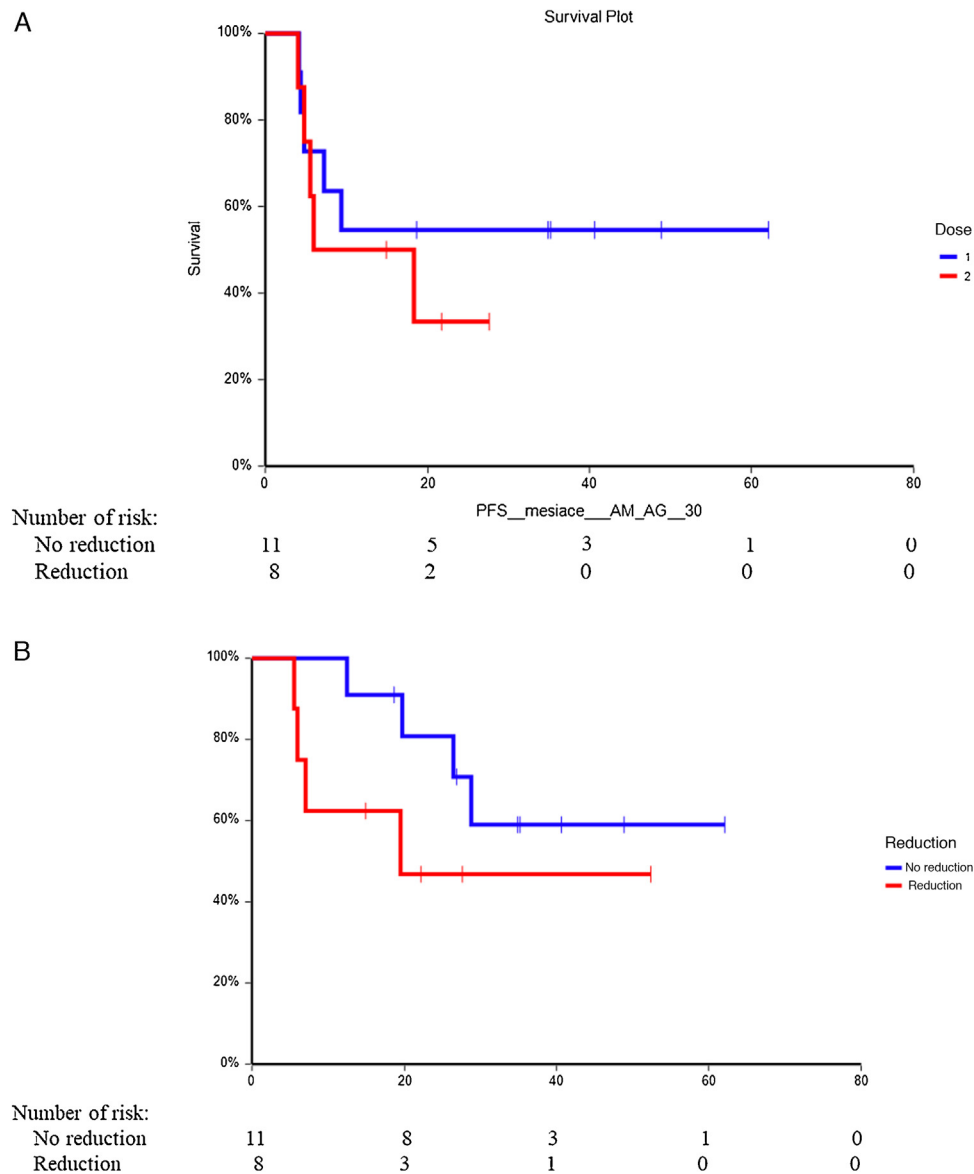 A
Survival Plot
100%
80%
60%
40%
20%
0%
Survival
0 20 40 60 80
PFS__mesiace___AM_AG__30
Dose
1
2
Number of risk:
No reduction 11 5 3 1 0
Reduction 8 2 0 0 0
B
100%
80%
60%
40%
20%
0%
0 20 40 60 80
Reduction
No reduction
Reduction
Number of risk:
No reduction 11 8 3 1 0
Reduction 8 3 1 0 0